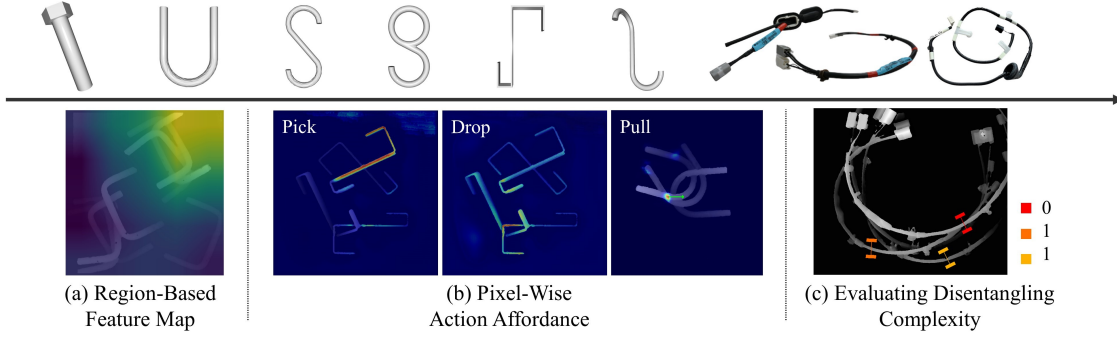 Pick
Drop
Pull
0
1
1
(a) Region-Based
Feature Map
(b) Pixel-Wise
Action Affordance
(c) Evaluating Disentangling
Complexity